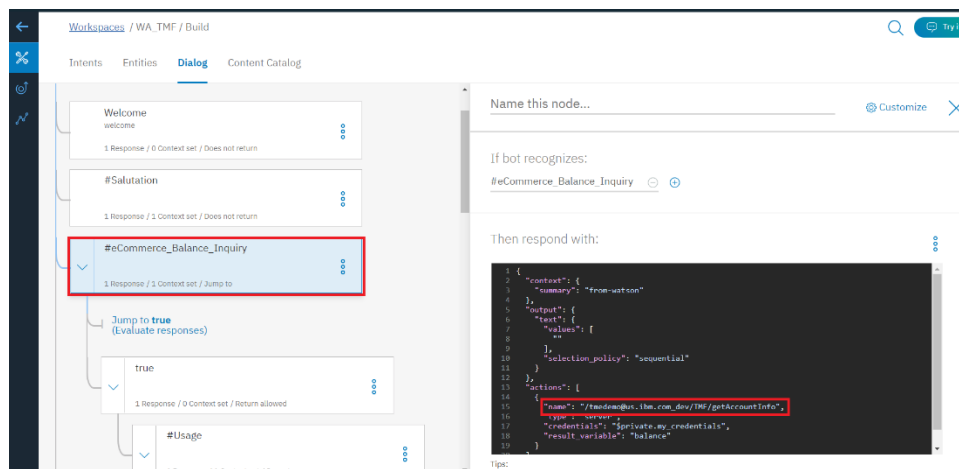 Workspaces / WA_TMF / Build
Try i
Intents Entities Dialog Content Catalog
Welcome
welcome
1 Response / 0 Context set / Does not return
#Salutation
1 Response / 1 Context set / Does not return
#eCommerce_Balance_Inquiry
1 Response / 1 Context set / Jump to
Jump to true
(Evaluate responses)
true
1 Response / 0 Context set / Return allowed
#Usage
Name this node...
Customize
If bot recognizes:
#eCommerce_Balance_Inquiry
Then respond with:
1 {
2 "context": {
3 "summary": "from-watson"
4 },
5 "output": {
6 "text": {
7 "values": [
8 ""
9 ],
10 "selection_policy": "sequential"
11 }
12 },
13 "actions": [
14 {
15 "name": "/tmedemo@us.ibm.com_dev/TMF/getAccountInfo",
16 "type": "server",
17 "credentials": "$private.my_credentials",
18 "result_variable": "balance"
19 }
Tips: